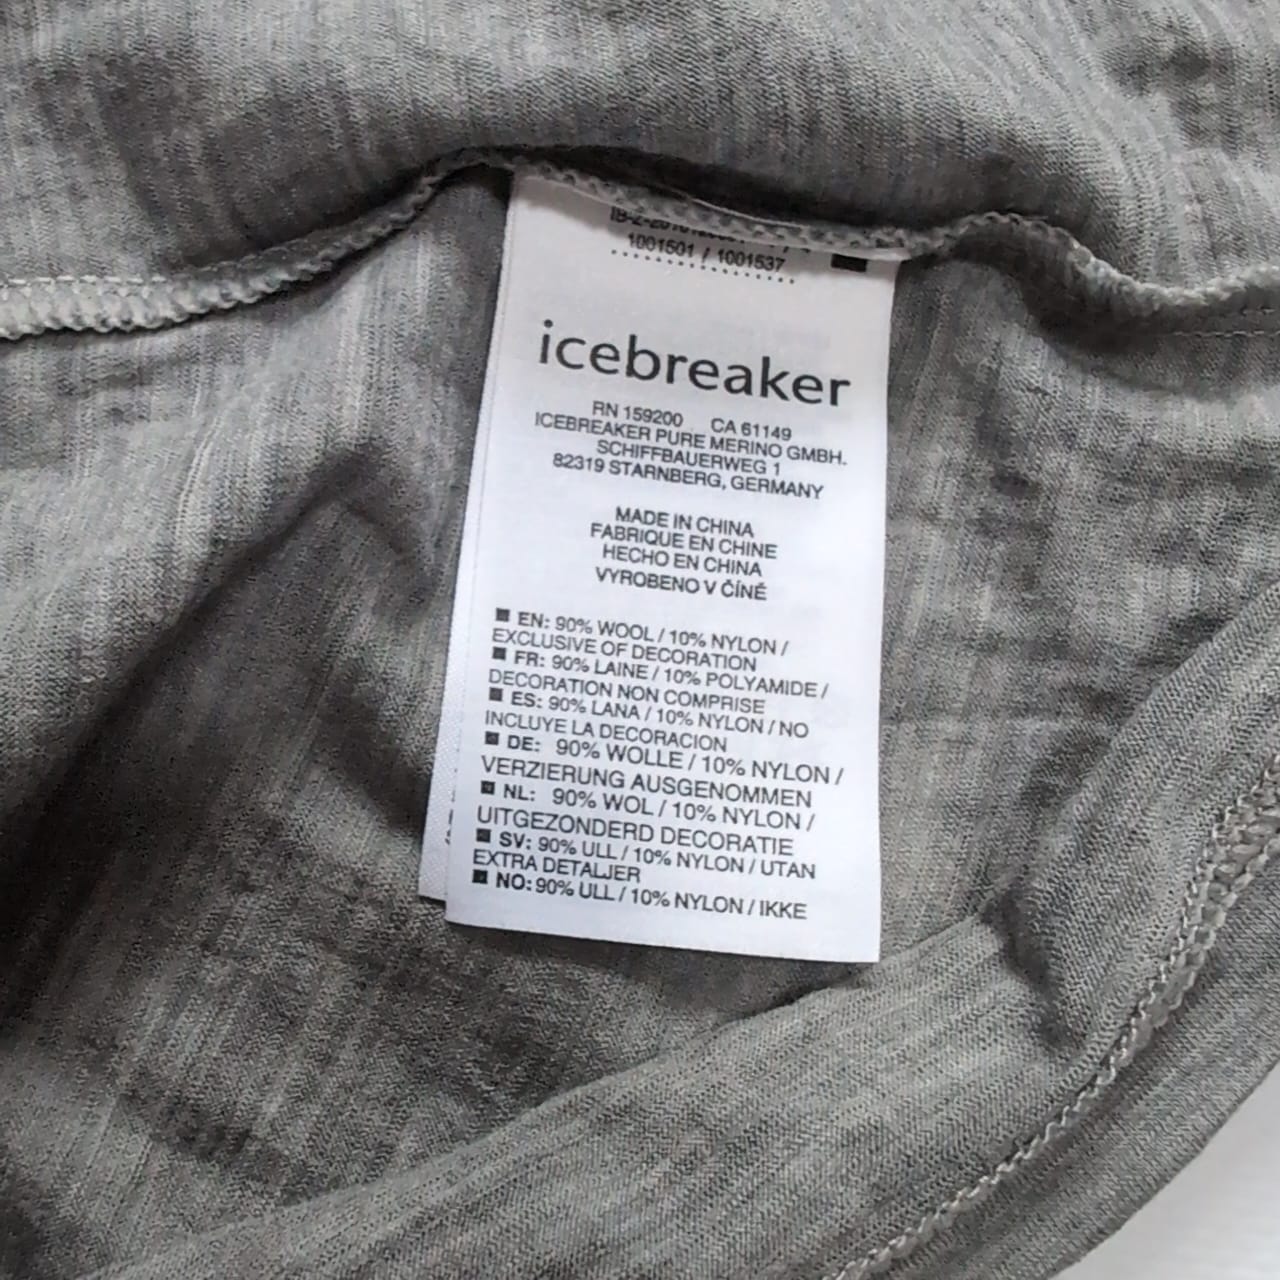 1001501 / 1001537
icebreaker
RN 159200 CA 61149
ICEBREAKER PURE MERINO GMBH.
SCHIFFBAUERWEG 1
82319 STARNBERG, GERMANY
MADE IN CHINA
FABRIQUE EN CHINE
HECHO EN CHINA
VYROBENO V ČÍNĚ
EN: 90% WOOL / 10% NYLON /
EXCLUSIVE OF DECORATION
FR: 90% LAINE / 10% POLYAMIDE /
DECORATION NON COMPRISE
ES: 90% LANA / 10% NYLON / NO
INCLUYE LA DECORACION
DE: 90% WOLLE / 10% NYLON /
VERZIERUNG AUSGENOMMEN
NL: 90% WOL / 10% NYLON /
UITGEZONDERD DECORATIE
SV: 90% ULL / 10% NYLON / UTAN
EXTRA DETALJER
NO: 90% ULL / 10% NYLON / IKKE